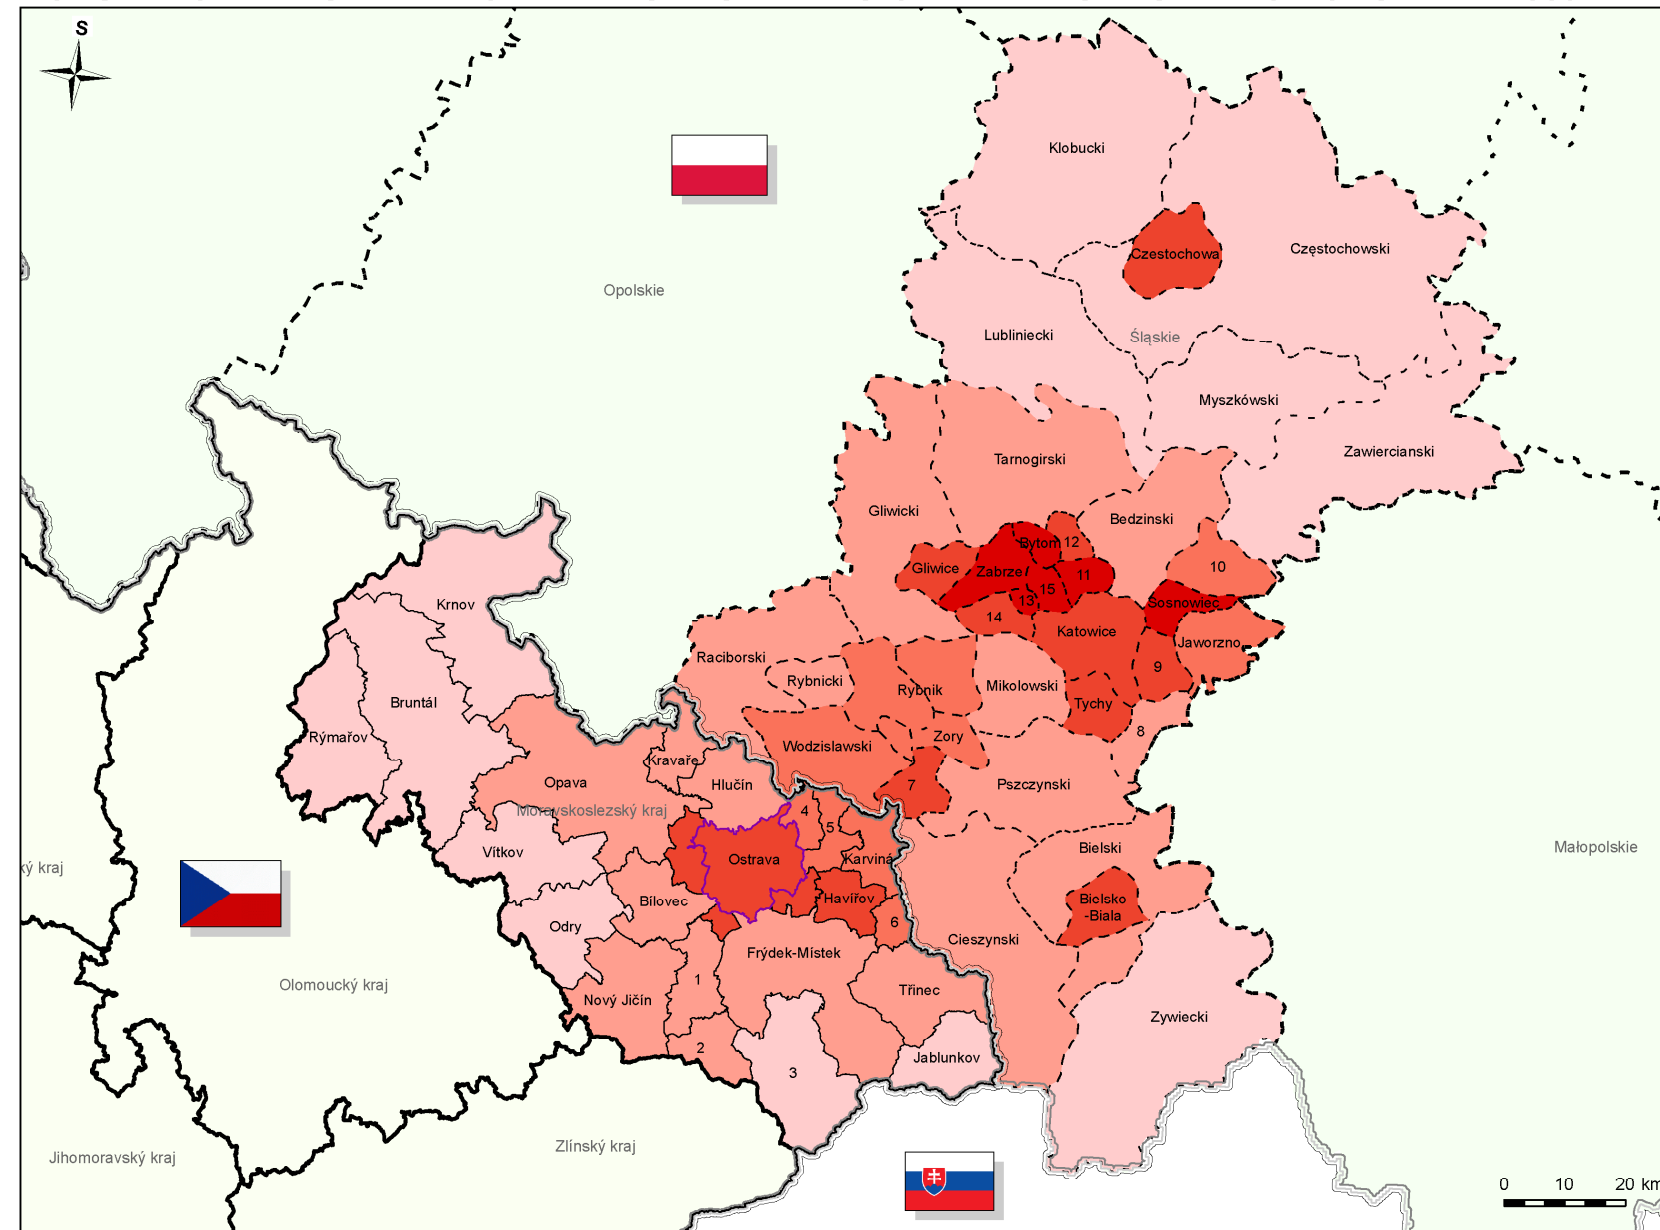 S
Klobucki
Częstochowski
Czestochowa
Opolskie
Lubliniecki
Śląskie
Myszkówski
Zawiercianski
Tarnogirski
Gliwicki
Bedzinski
Bytom
12
Gliwice
Zabrze
11
10
15
13
Sosnowiec
Krnov
14
Katowice
Jaworzno
Raciborski
9
Rybnicki
Rybnik
Mikolowski
Bruntál
Tychy
Rýmařov
Wodzislawski
Zory
8
Kravaře
Opava
Hlučín
7
Pszczynski
Moravskoslezský kraj
4
5
Vítkov
Ostrava
Karviná
Bielski
Małopolskie
ký kraj
Bílovec
Havířov
Bielsko
-Biala
Odry
6
Cieszynski
Frýdek-Místek
Olomoucký kraj
1
Třinec
Nový Jičín
Zywiecki
2
Jablunkov
3
Zlínský kraj
Jihomoravský kraj
0 10 20 km